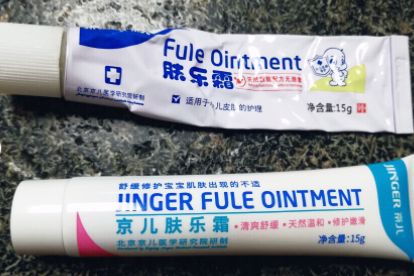 Fule Ointment
肤乐霜
北京京儿医学研究院研制
适用于 儿皮肤的护理
净含量:15g
舒缓修护宝宝肌肤出现的不适
JINGER FULE OINTMENT
京儿肤乐霜
·清爽舒缓·天然温和·修护嫩滑
北京京儿医学研究院研制
净含量:15g
JINGER 京儿